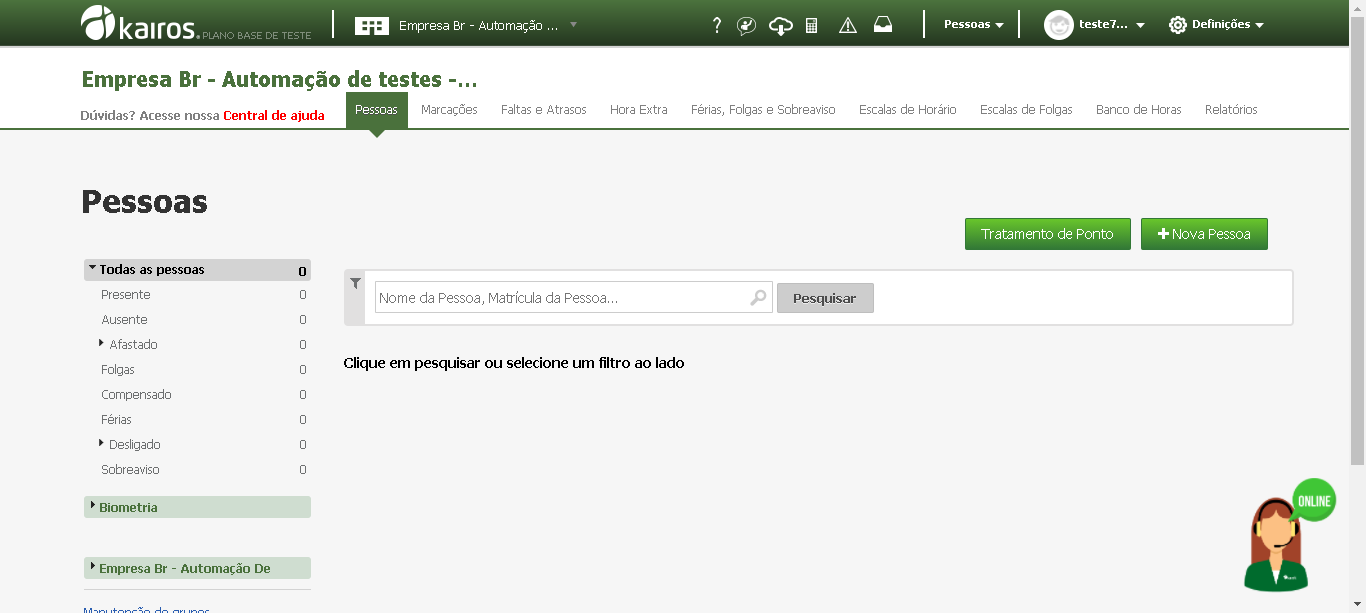 kairos. PLANO BASE DE TESTE
Empresa Br - Automação ...
?
Pessoas
teste7...
Definições
Empresa Br - Automação de testes -...
Dúvidas? Acesse nossa Central de ajuda
Pessoas
Marcações
Faltas e Atrasos
Hora Extra
Férias, Folgas e Sobreaviso
Escalas de Horário
Escalas de Folgas
Banco de Horas
Relatórios
Pessoas
Tratamento de Ponto
+ Nova Pessoa
Todas as pessoas 0
Presente 0
Ausente 0
Afastado 0
Folgas 0
Compensado 0
Férias 0
Desligado 0
Sobreaviso 0
Biometria
Empresa Br - Automação De
Manutenção de grupos
Nome da Pessoa, Matrícula da Pessoa...
Pesquisar
Clique em pesquisar ou selecione um filtro ao lado
ONLINE